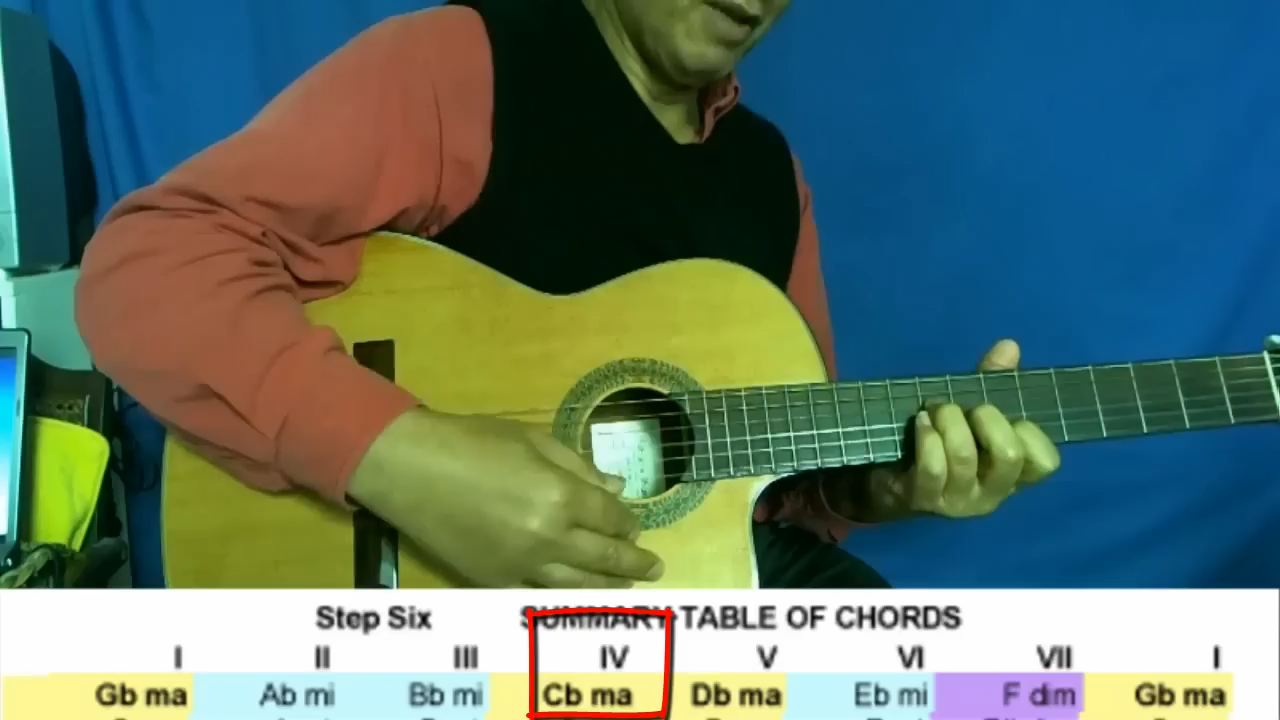 Step Six SUMMARY TABLE OF CHORDS
I II III IV V VI VII I
Gb ma Ab mi Bb mi Cb ma Db ma Eb mi F dim Gb ma